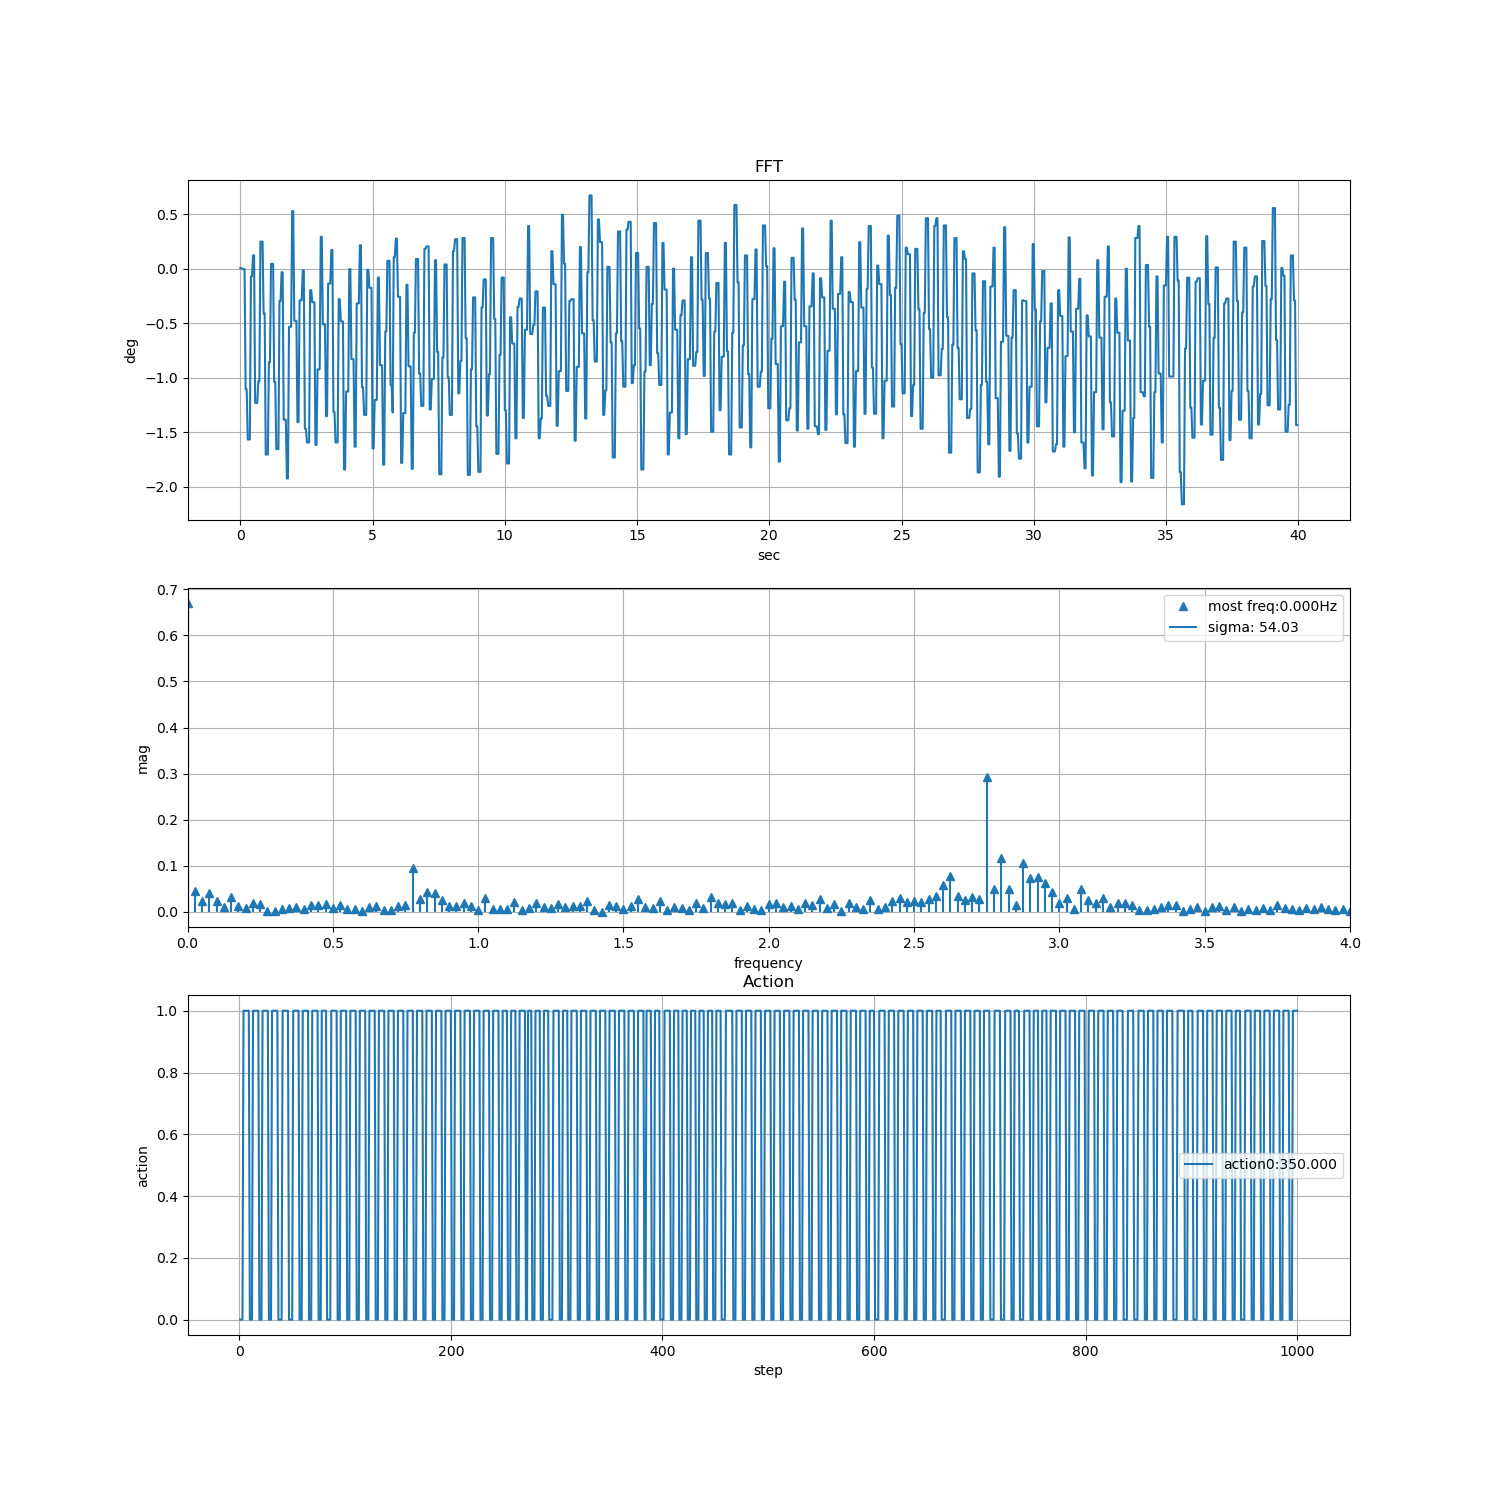 FFT
0.5
0.0
−0.5
−1.0
−1.5
−2.0
deg
0 5 10 15 20 25 30 35 40
sec
0.7
0.6
0.5
0.4
0.3
0.2
0.1
0.0
mag
most freq:0.000Hz
sigma: 54.03
0.0 0.5 1.0 1.5 2.0 2.5 3.0 3.5 4.0
frequency
Action
1.0
0.8
0.6
0.4
0.2
0.0
action
action0:350.000
0 200 400 600 800 1000
step